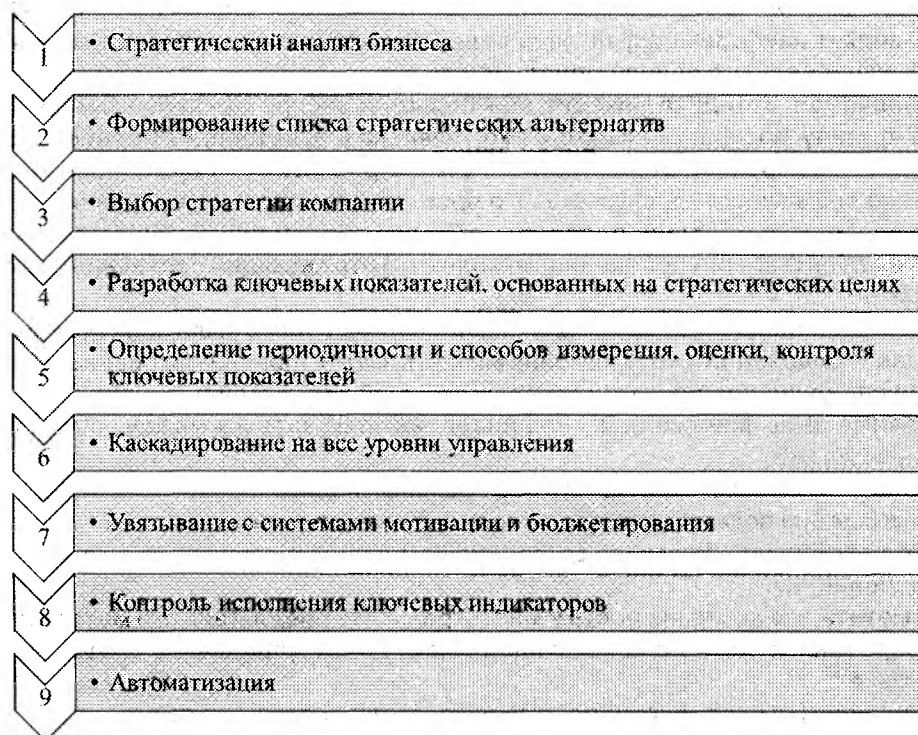 1
• Стратегический анализ бизнеса
2
• Формирование списка стратегических альтернатив
3
• Выбор стратегии компании
4
• Разработка ключевых показателей, основанных на стратегических целях
5
• Определение периодичности и способов измерения, оценки, контроля
ключевых показателей
6
• Каскадирование на все уровни управления
7
• Увязывание с системами мотивации и бюджетирования
8
• Контроль исполнения ключевых индикаторов
9
• Автоматизация